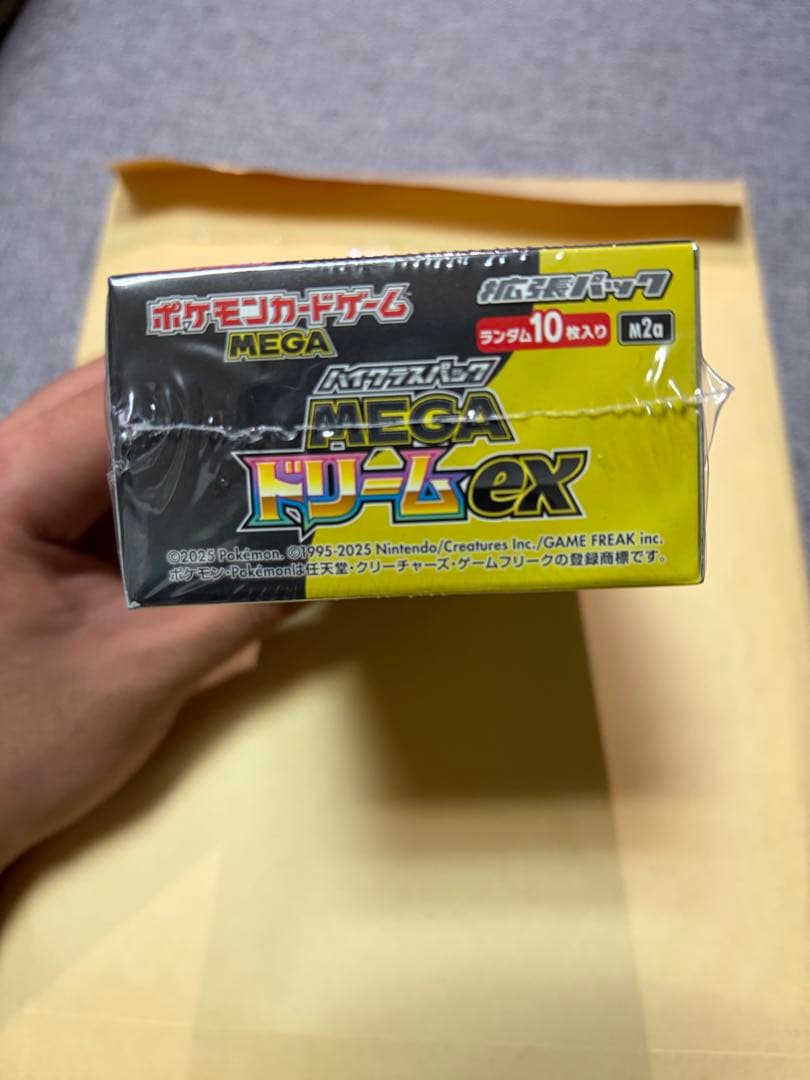 ポケモンカードゲーム
MEGA
拡張パック
ランダム10枚入り
M2a
ハイクラスパック
MEGA
ドリームex
©2025 Pokémon. ©1995-2025 Nintendo/Creatures Inc./GAME FREAK inc.
ポケモン・Pokémonは任天堂・クリーチャーズ・ゲームフリークの登録商標です。